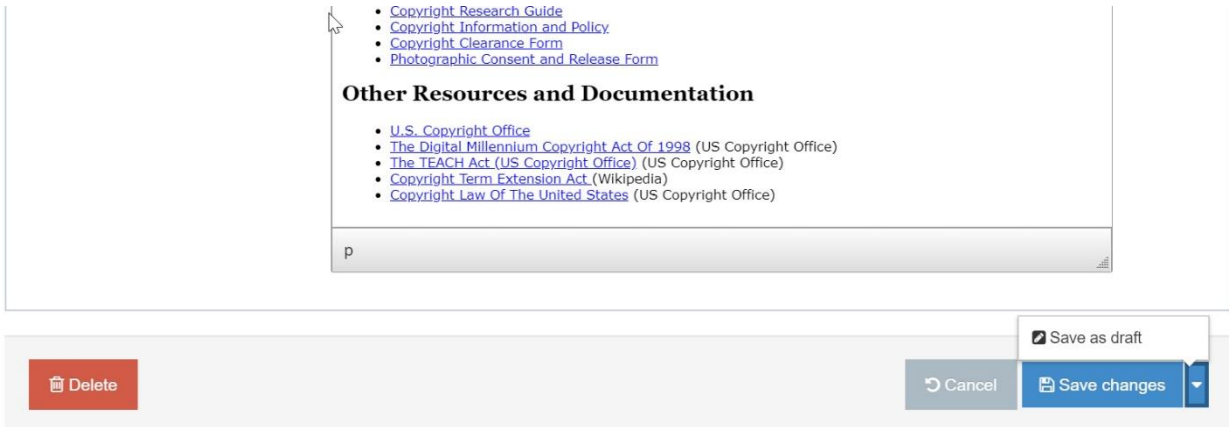 Copyright Research Guide
Copyright Information and Policy
Copyright Clearance Form
Photographic Consent and Release Form
Other Resources and Documentation
U.S. Copyright Office
The Digital Millennium Copyright Act Of 1998 (US Copyright Office)
The TEACH Act (US Copyright Office) (US Copyright Office)
Copyright Term Extension Act (Wikipedia)
Copyright Law Of The United States (US Copyright Office)
p
Save as draft
Delete
Cancel
Save changes